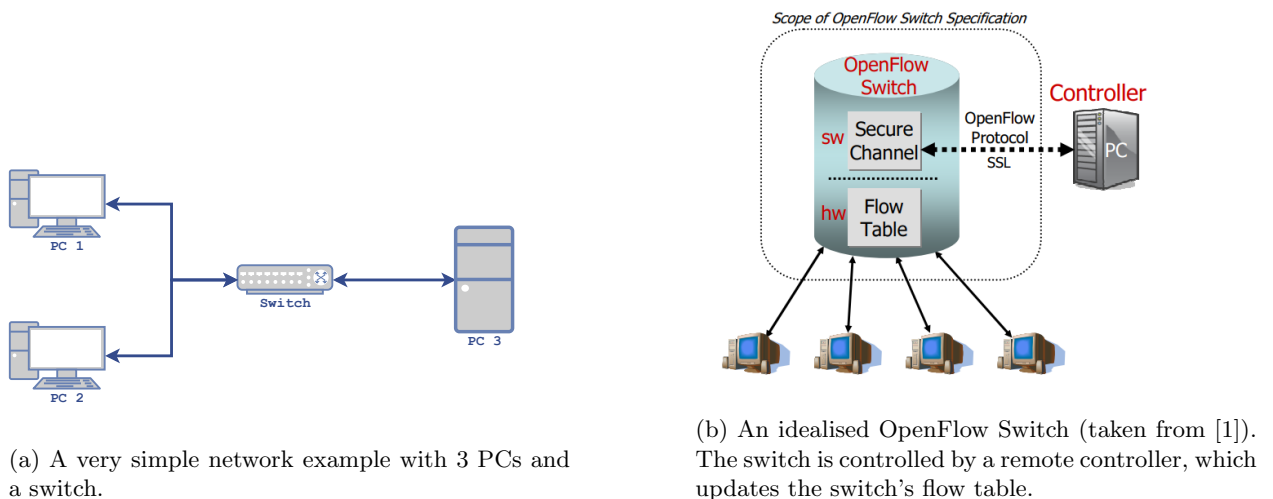 PC 1
Switch
PC 2
PC 3
(a) A very simple network example with 3 PCs and
a switch.
Scope of OpenFlow Switch Specification
OpenFlow
Switch
sw
Secure
Channel
hw
Flow
Table
OpenFlow
Protocol
SSL
Controller
PC
(b) An idealised OpenFlow Switch (taken from [1]).
The switch is controlled by a remote controller, which
updates the switch's flow table.